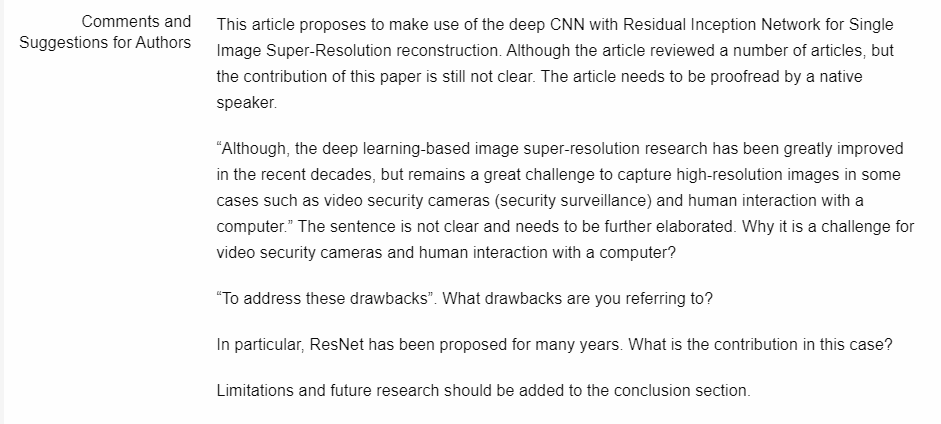 Comments and
Suggestions for Authors
This article proposes to make use of the deep CNN with Residual Inception Network for Single
Image Super-Resolution reconstruction. Although the article reviewed a number of articles, but
the contribution of this paper is still not clear. The article needs to be proofread by a native
speaker.
“Although, the deep learning-based image super-resolution research has been greatly improved
in the recent decades, but remains a great challenge to capture high-resolution images in some
cases such as video security cameras (security surveillance) and human interaction with a
computer.” The sentence is not clear and needs to be further elaborated. Why it is a challenge for
video security cameras and human interaction with a computer?
“To address these drawbacks”. What drawbacks are you referring to?
In particular, ResNet has been proposed for many years. What is the contribution in this case?
Limitations and future research should be added to the conclusion section.